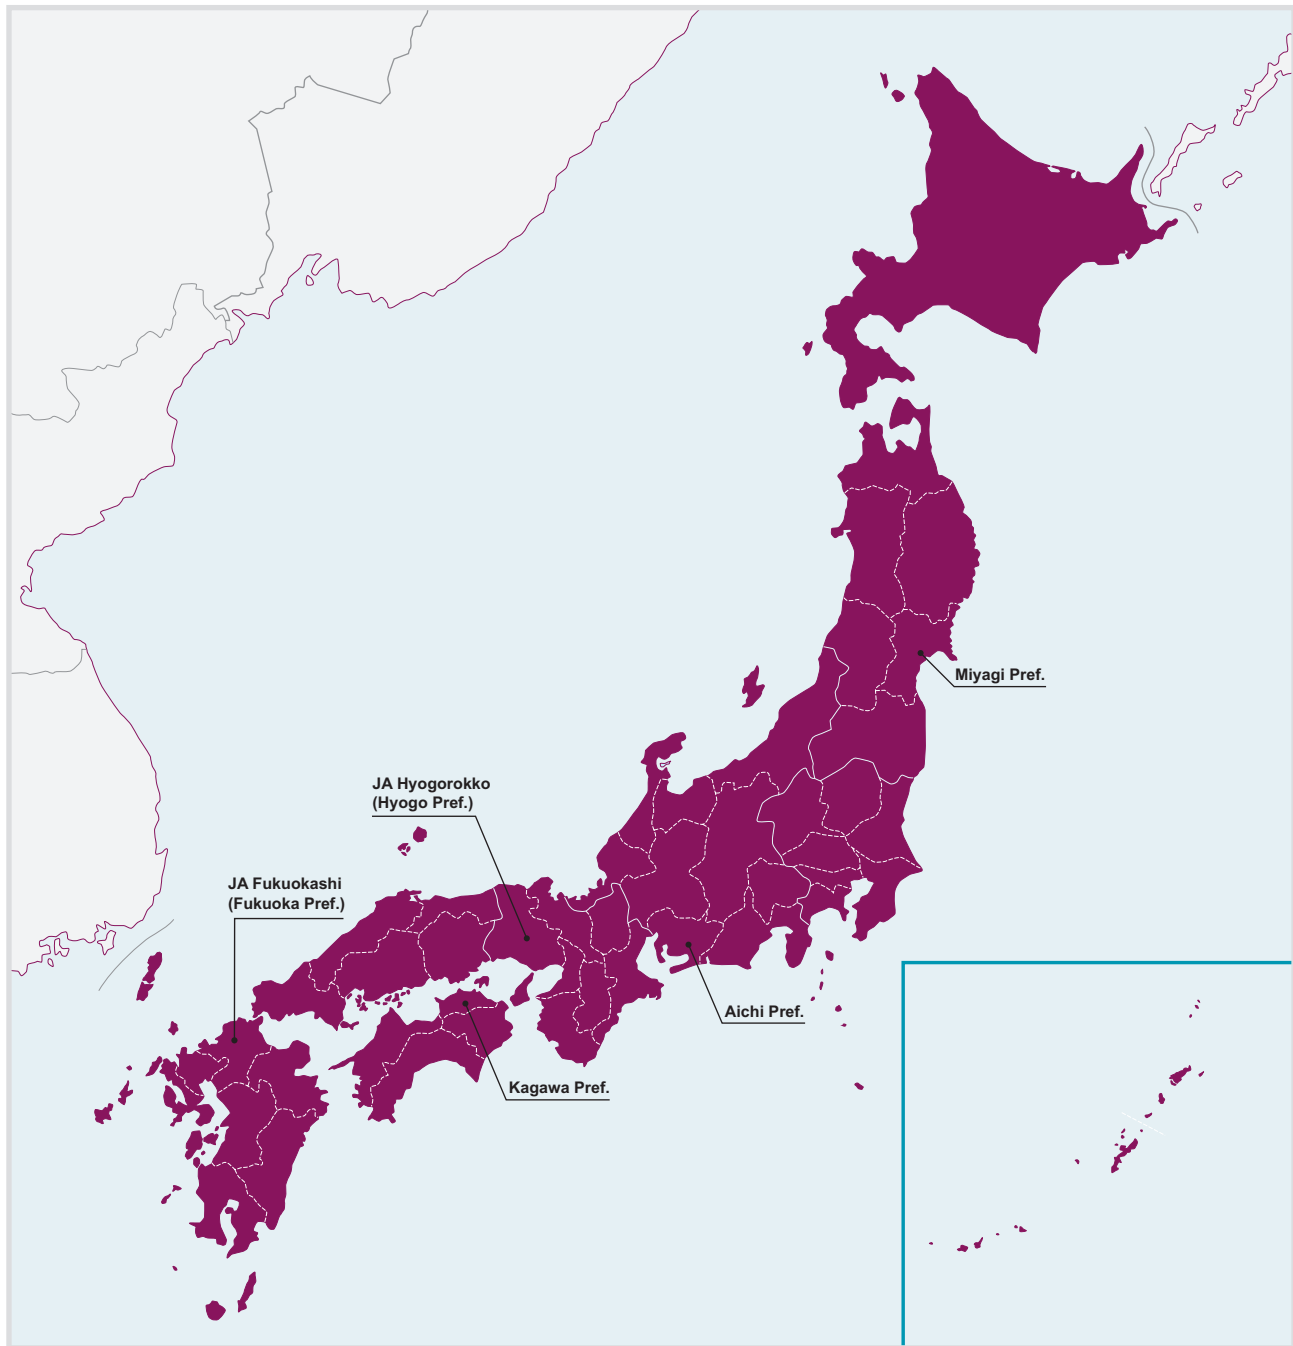 Miyagi Pref.
JA Hyogorokko
(Hyogo Pref.)
JA Fukuokashi
(Fukuoka Pref.)
Aichi Pref.
Kagawa Pref.